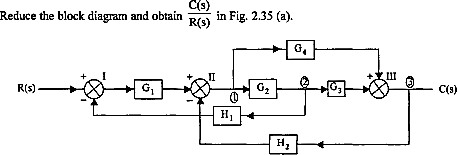 Reduce the block diagram and obtain C(s)/R(s) in Fig. 2.35 (a).
G₄
+ I + II + III
R(s) G₁ ① G₂ ② G₃ ③ C(s)
− −
H₁
H₂